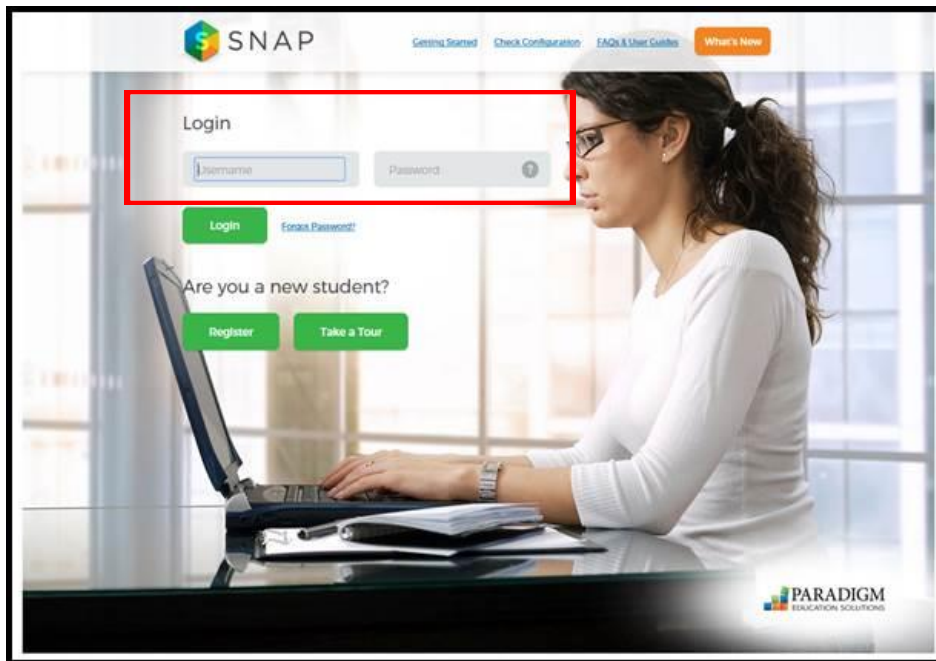 SNAP
Getting Started Check Configuration FAQs & User Guides What's New
Login
Username Password ?
Login Forgot Password?
Are you a new student?
Register Take a Tour
PARADIGM
EDUCATION SOLUTIONS